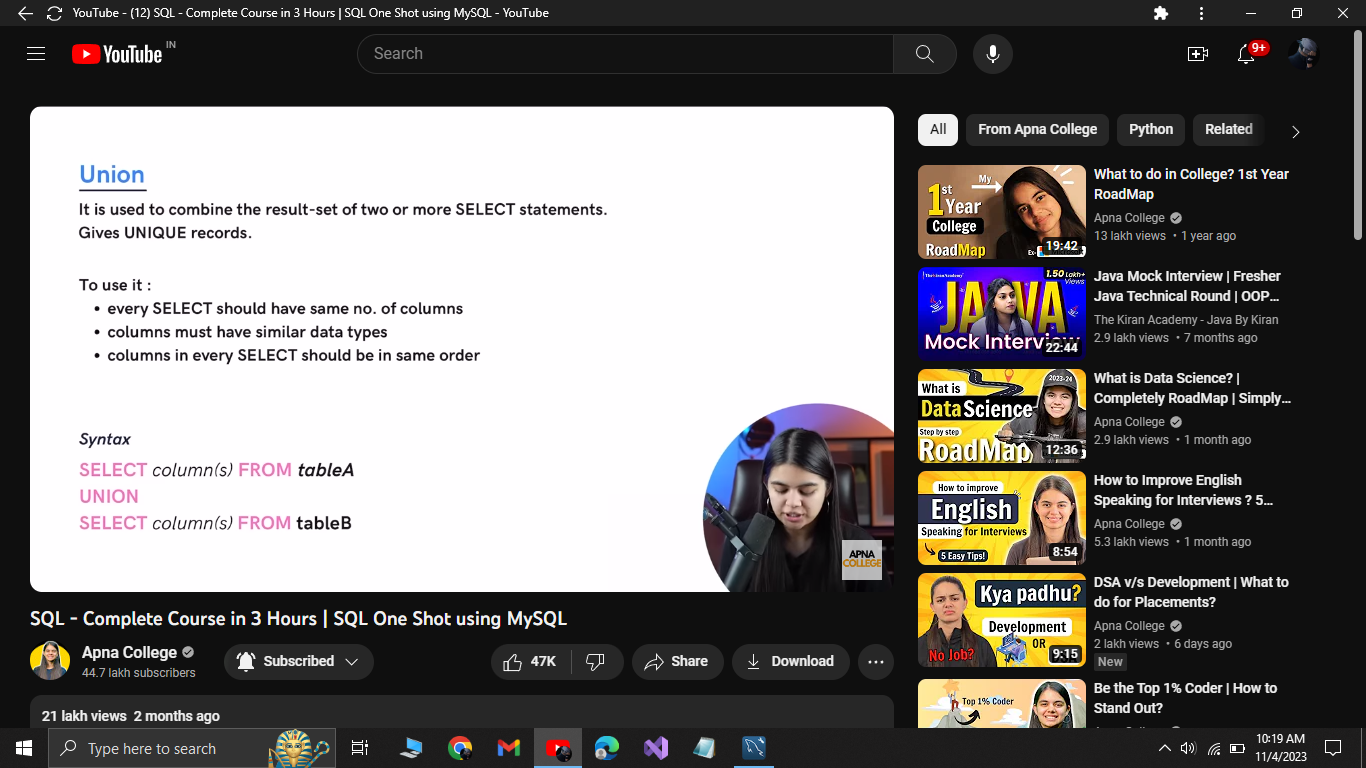 YouTube - (12) SQL - Complete Course in 3 Hours | SQL One Shot using MySQL - YouTube
YouTube IN
Search
9+
Union
It is used to combine the result-set of two or more SELECT statements.
Gives UNIQUE records.
To use it :
• every SELECT should have same no. of columns
• columns must have similar data types
• columns in every SELECT should be in same order
Syntax
SELECT column(s) FROM tableA
UNION
SELECT column(s) FROM tableB
APNA
COLLEGE
SQL - Complete Course in 3 Hours | SQL One Shot using MySQL
Apna College
44.7 lakh subscribers
Subscribed
47K
Share
Download
21 lakh views 2 months ago
All
From Apna College
Python
Related
My
1st
Year
College
RoadMap
19:42
What to do in College? 1st Year
RoadMap
Apna College
13 lakh views • 1 year ago
The Kiran Academy
1.50 Lakh+
Views
JAVA
Mock Interview
22:44
Java Mock Interview | Fresher
Java Technical Round | OOP...
The Kiran Academy - Java By Kiran
2.9 lakh views • 7 months ago
2023-24
What is
Data Science
Step by step
RoadMap
12:36
What is Data Science? |
Completely RoadMap | Simply...
Apna College
2.9 lakh views • 1 month ago
How to improve
English
Speaking for Interviews
5 Easy Tips!
8:54
How to Improve English
Speaking for Interviews ? 5...
Apna College
5.3 lakh views • 1 month ago
Kya padhu?
Development
OR
No Job?
9:15
DSA v/s Development | What to
do for Placements?
Apna College
2 lakh views • 6 days ago
New
Top 1% Coder
Be the Top 1% Coder | How to
Stand Out?
Type here to search
10:19 AM
11/4/2023